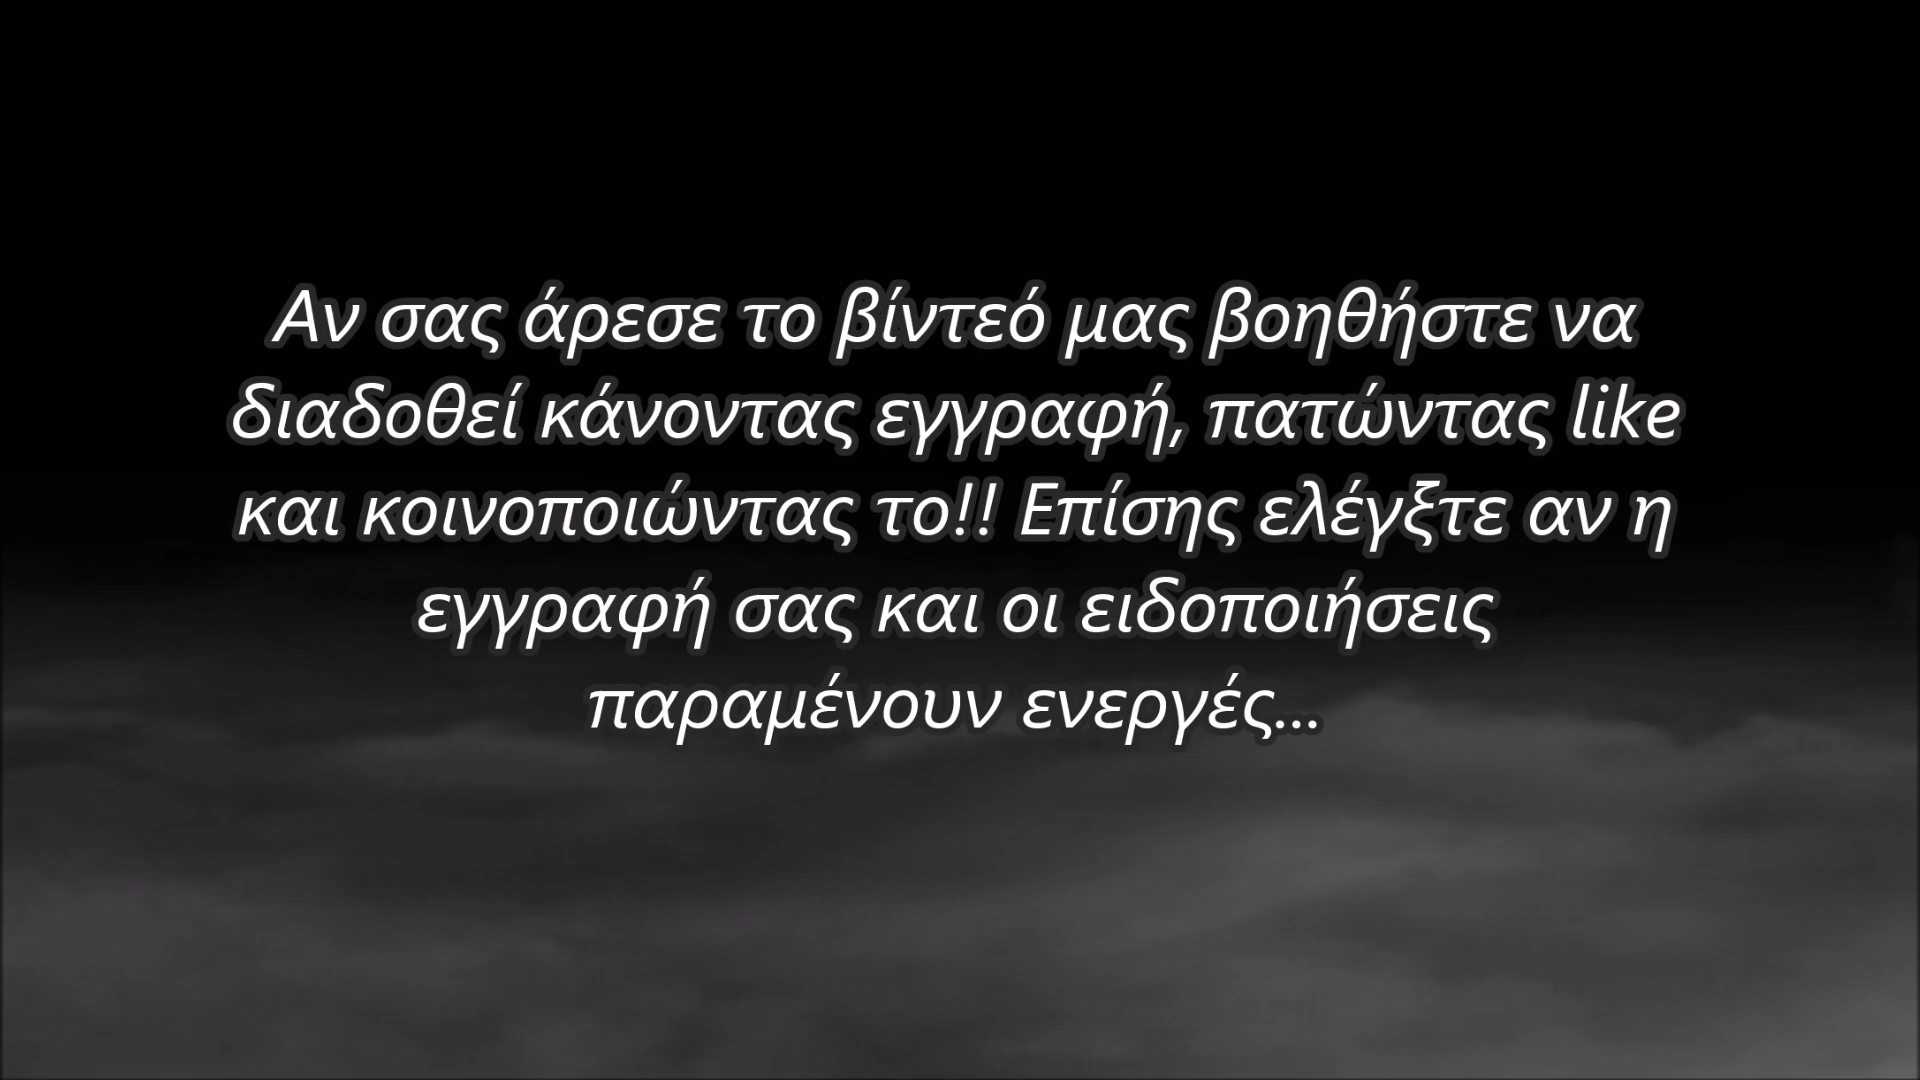 Αν σας άρεσε το βίντεό μας βοηθήστε να
διαδοθεί κάνοντας εγγραφή, πατώντας like
και κοινοποιώντας το!! Επίσης ελέγξτε αν η
εγγραφή σας και οι ειδοποιήσεις
παραμένουν ενεργές...